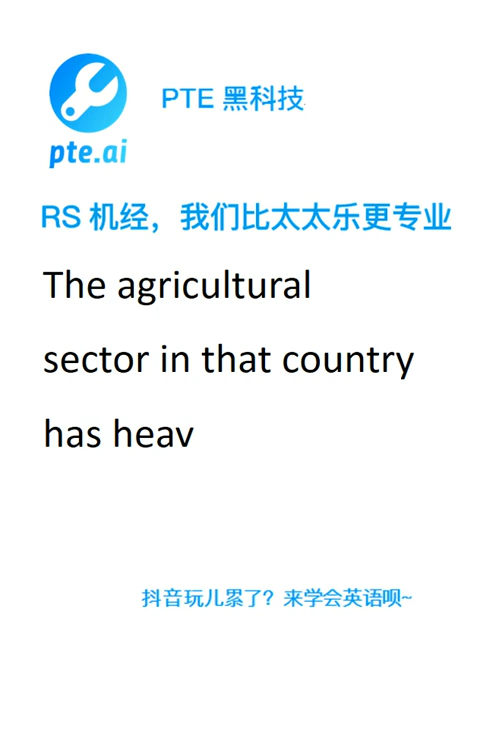 PTE 黑科技
pte.ai
RS 机经，我们比太太乐更专业
The agricultural
sector in that country
has heav
抖音玩儿累了？来学会英语呗~